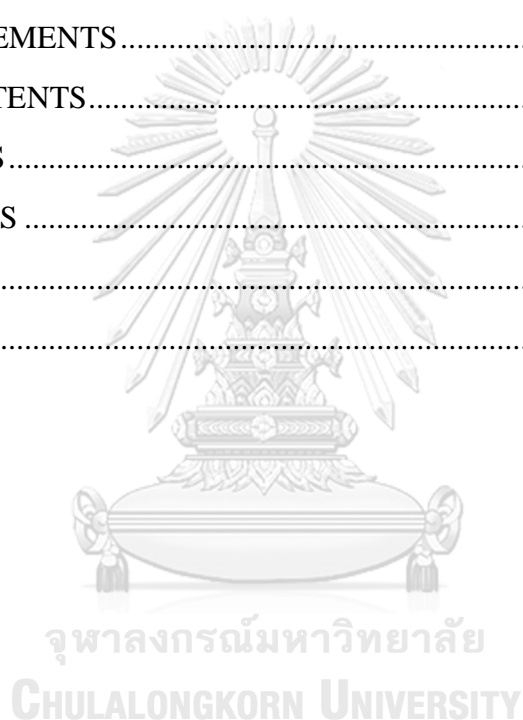 EMENTS....................................................
TENTS....................................................
S....................................................
S ....................................................
....................................................
....................................................
จุฬาลงกรณ์มหาวิทยาลัย
CHULALONGKORN UNIVERSITY